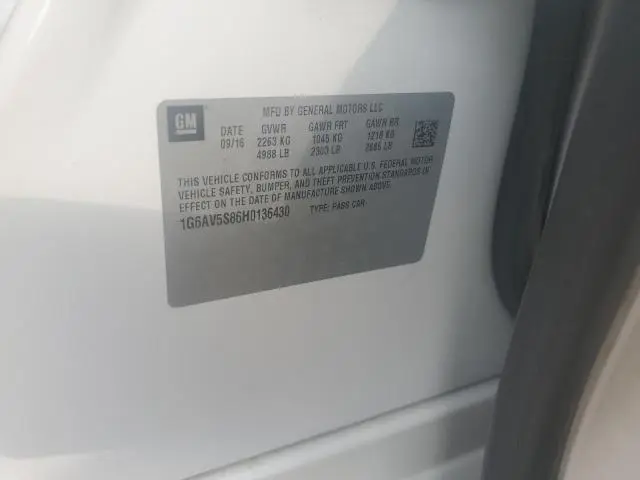 GM
MFD BY GENERAL MOTORS LLC
DATE GVWR GAWR FRT GAWR RR
09/16 2263 KG 1045 KG 1218 KG
4988 LB 2303 LB 2685 LB
THIS VEHICLE CONFORMS TO ALL APPLICABLE U.S. FEDERAL MOTOR
VEHICLE SAFETY, BUMPER, AND THEFT PREVENTION STANDARDS IN
EFFECT ON THE DATE OF MANUFACTURE SHOWN ABOVE.
1G6AV5S86H0136430 TYPE: PASS CAR